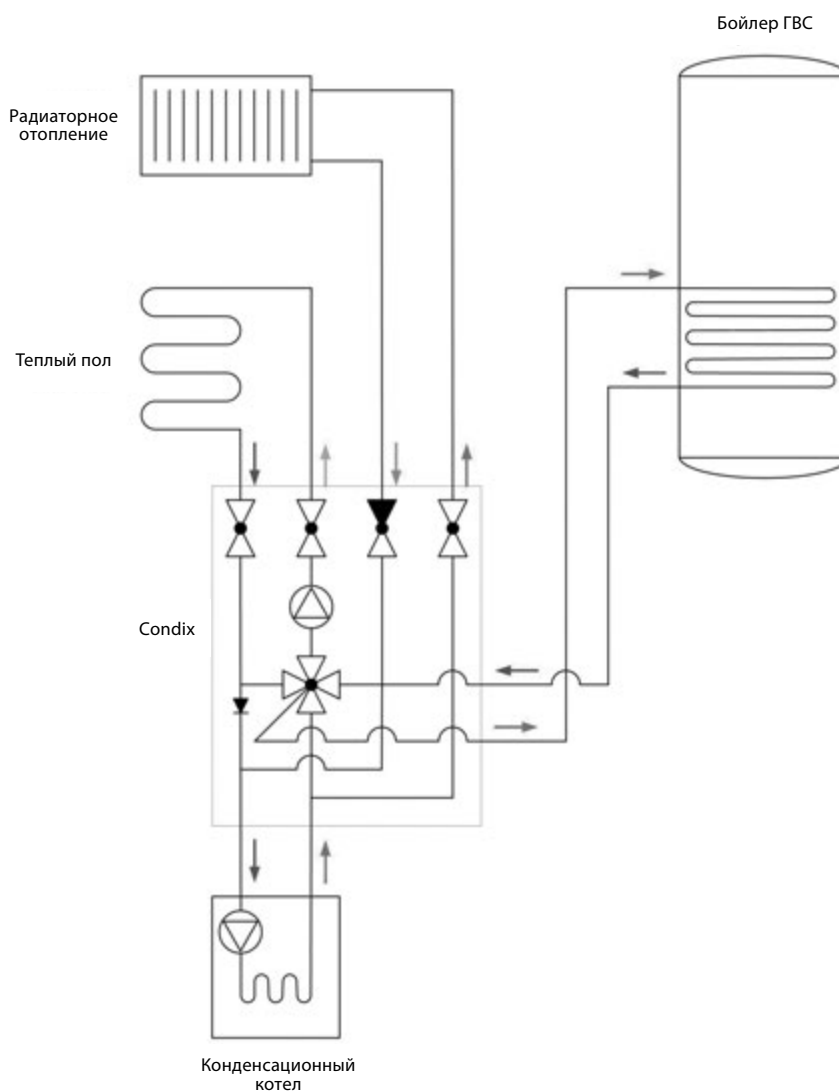 Бойлер ГВС
Радиаторное
отопление
Теплый пол
Condix
Конденсационный
котел